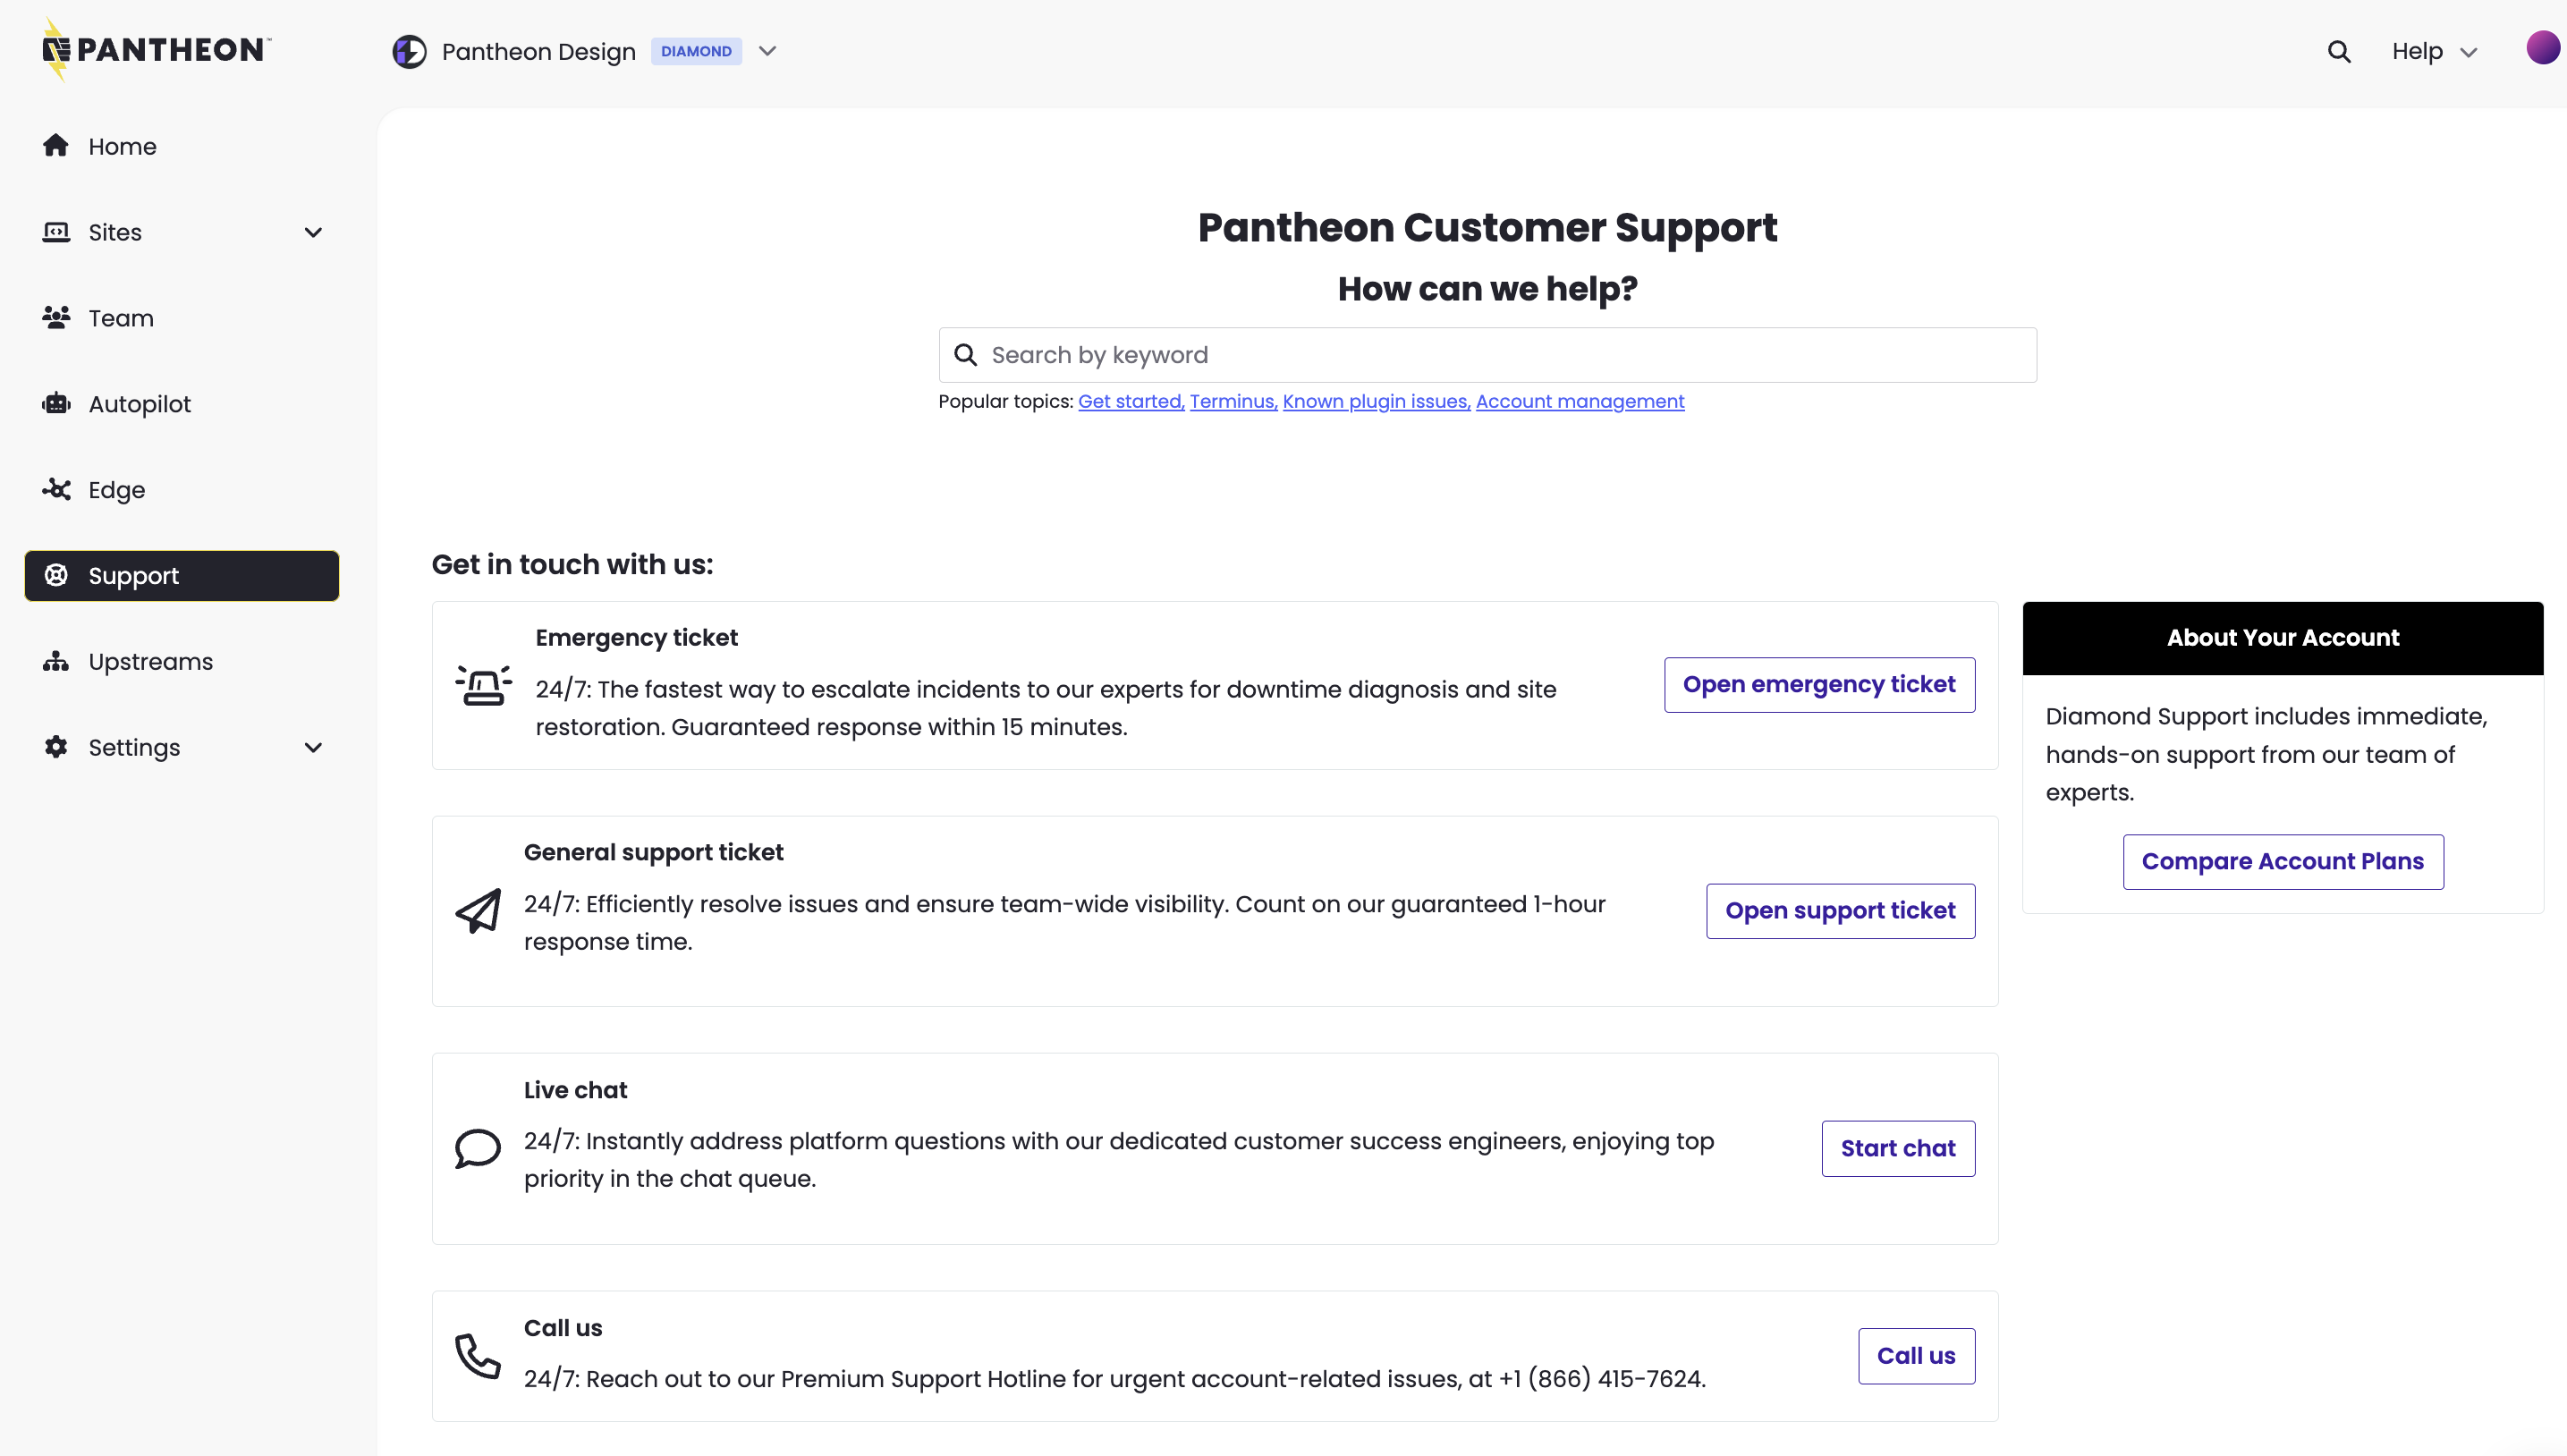 PANTHEON™
Pantheon Design DIAMOND
Help
Home
Sites
Team
Autopilot
Edge
Support
Upstreams
Settings
Pantheon Customer Support
How can we help?
Search by keyword
Popular topics: Get started, Terminus, Known plugin issues, Account management
Get in touch with us:
Emergency ticket
24/7: The fastest way to escalate incidents to our experts for downtime diagnosis and site
restoration. Guaranteed response within 15 minutes.
Open emergency ticket
General support ticket
24/7: Efficiently resolve issues and ensure team-wide visibility. Count on our guaranteed 1-hour
response time.
Open support ticket
Live chat
24/7: Instantly address platform questions with our dedicated customer success engineers, enjoying top
priority in the chat queue.
Start chat
Call us
24/7: Reach out to our Premium Support Hotline for urgent account-related issues, at +1 (866) 415-7624.
Call us
About Your Account
Diamond Support includes immediate,
hands-on support from our team of
experts.
Compare Account Plans